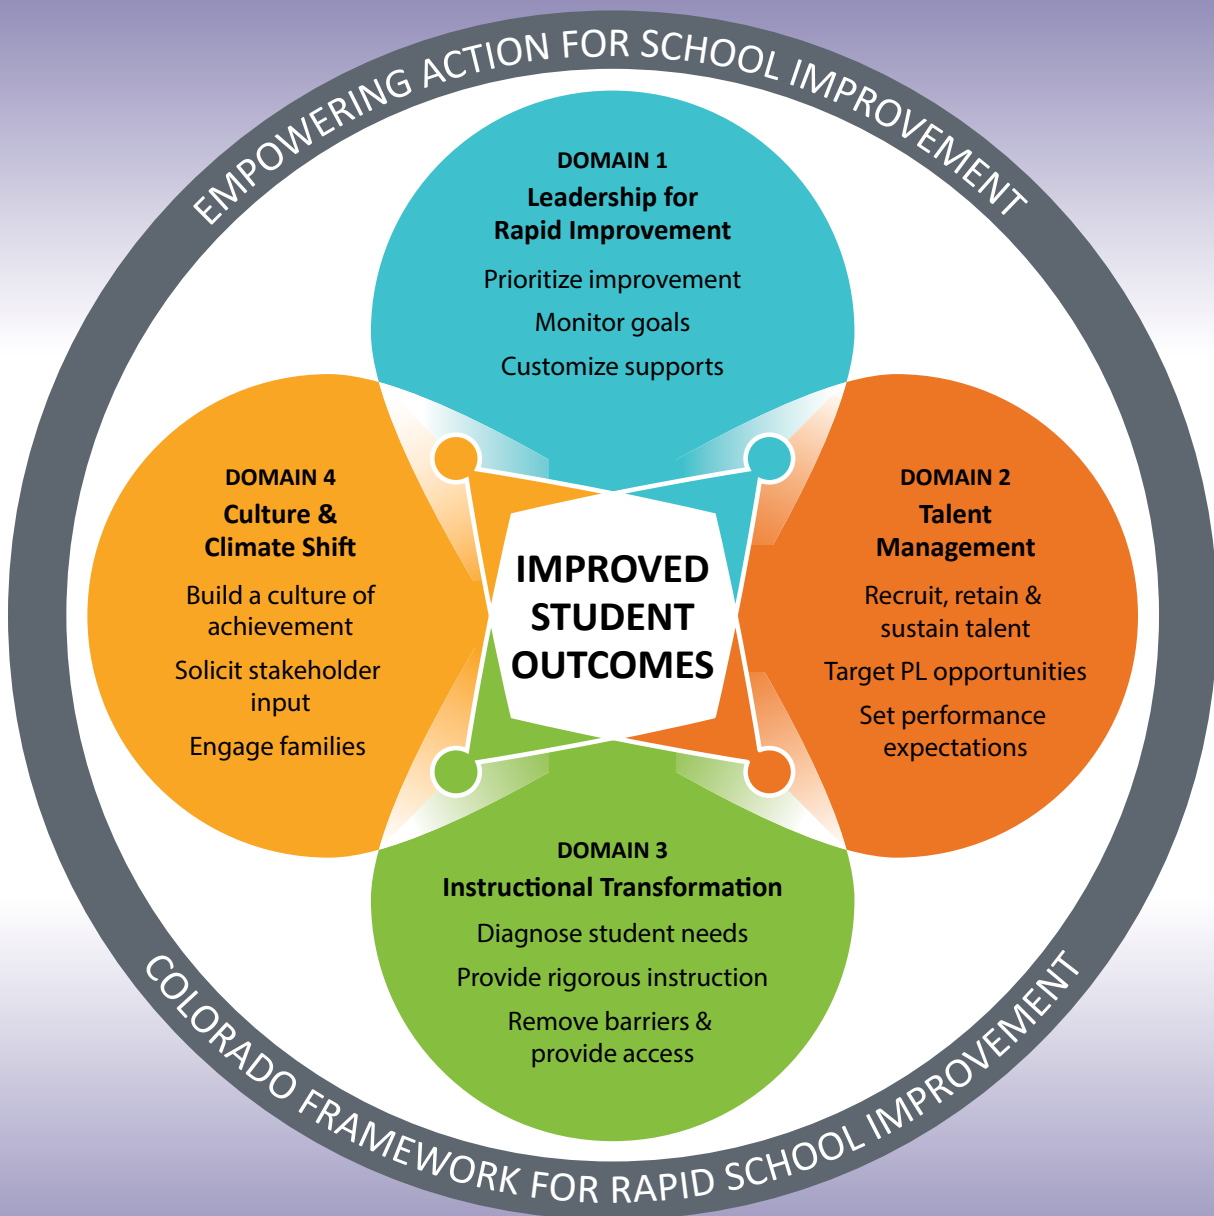 EMPOWERING ACTION FOR SCHOOL IMPROVEMENT
DOMAIN 1
Leadership for
Rapid Improvement
Prioritize improvement
Monitor goals
Customize supports
DOMAIN 2
Talent
Management
Recruit, retain &
sustain talent
Target PL opportunities
Set performance
expectations
DOMAIN 3
Instructional Transformation
Diagnose student needs
Provide rigorous instruction
Remove barriers &
provide access
DOMAIN 4
Culture &
Climate Shift
Build a culture of
achievement
Solicit stakeholder
input
Engage families
IMPROVED
STUDENT
OUTCOMES
COLORADO FRAMEWORK FOR RAPID SCHOOL IMPROVEMENT